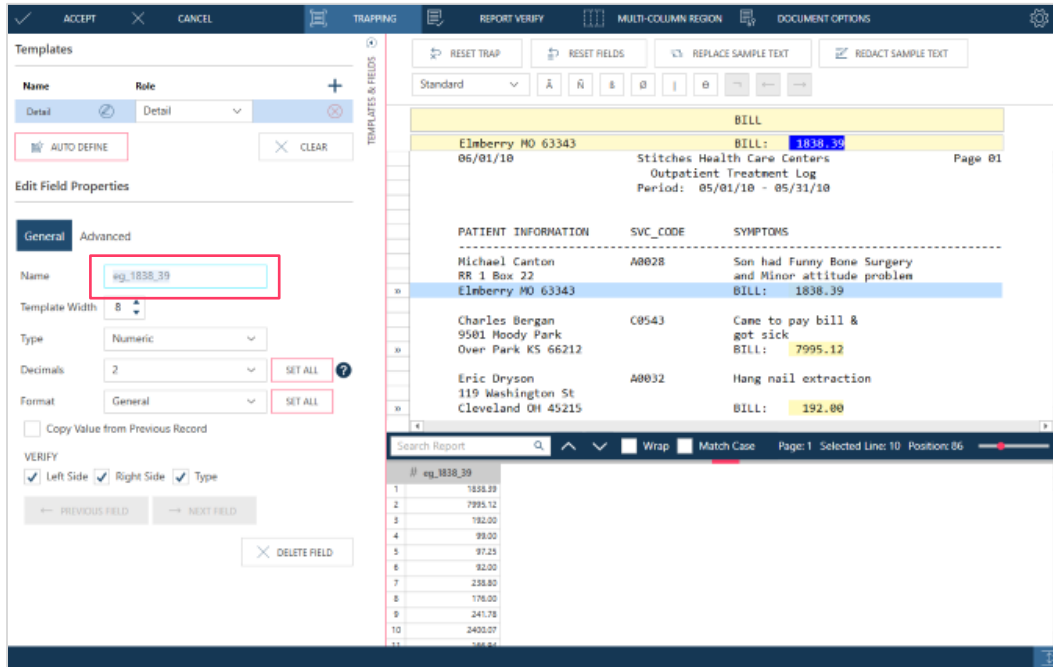 ACCEPT CANCEL TRAPPING REPORT VERIFY MULTI-COLUMN REGION DOCUMENT OPTIONS
Templates
Name Role
Detail Detail
AUTO DEFINE CLEAR
TEMPLATES & FIELDS
Edit Field Properties
General Advanced
Name eg_1838_39
Template Width 8
Type Numeric
Decimals 2 SET ALL ?
Format General SET ALL
Copy Value from Previous Record
VERIFY
Left Side Right Side Type
← PREVIOUS FIELD → NEXT FIELD
DELETE FIELD
RESET TRAP RESET FIELDS REPLACE SAMPLE TEXT REDACT SAMPLE TEXT
Standard Ä Ñ ß Ø | ¬ ← →
BILL
Elmberry MO 63343 BILL: 1838.39
06/01/10 Stitches Health Care Centers Page 01
Outpatient Treatment Log
Period: 05/01/10 - 05/31/10
PATIENT INFORMATION SVC_CODE SYMPTOMS
Michael Canton A0028 Son had Funny Bone Surgery
RR 1 Box 22 and Minor attitude problem
» Elmberry MO 63343 BILL: 1838.39
Charles Bergan C0543 Came to pay bill &
9501 Moody Park got sick
» Over Park KS 66212 BILL: 7995.12
Eric Dryson A0032 Hang nail extraction
119 Washington St
» Cleveland OH 45215 BILL: 192.00
Search Report Wrap Match Case Page: 1 Selected Line: 10 Position: 86
# eg_1838_39
1 1838.39
2 7995.12
3 192.00
4 99.00
5 97.25
6 92.00
7 258.80
8 176.00
9 241.78
10 2400.07